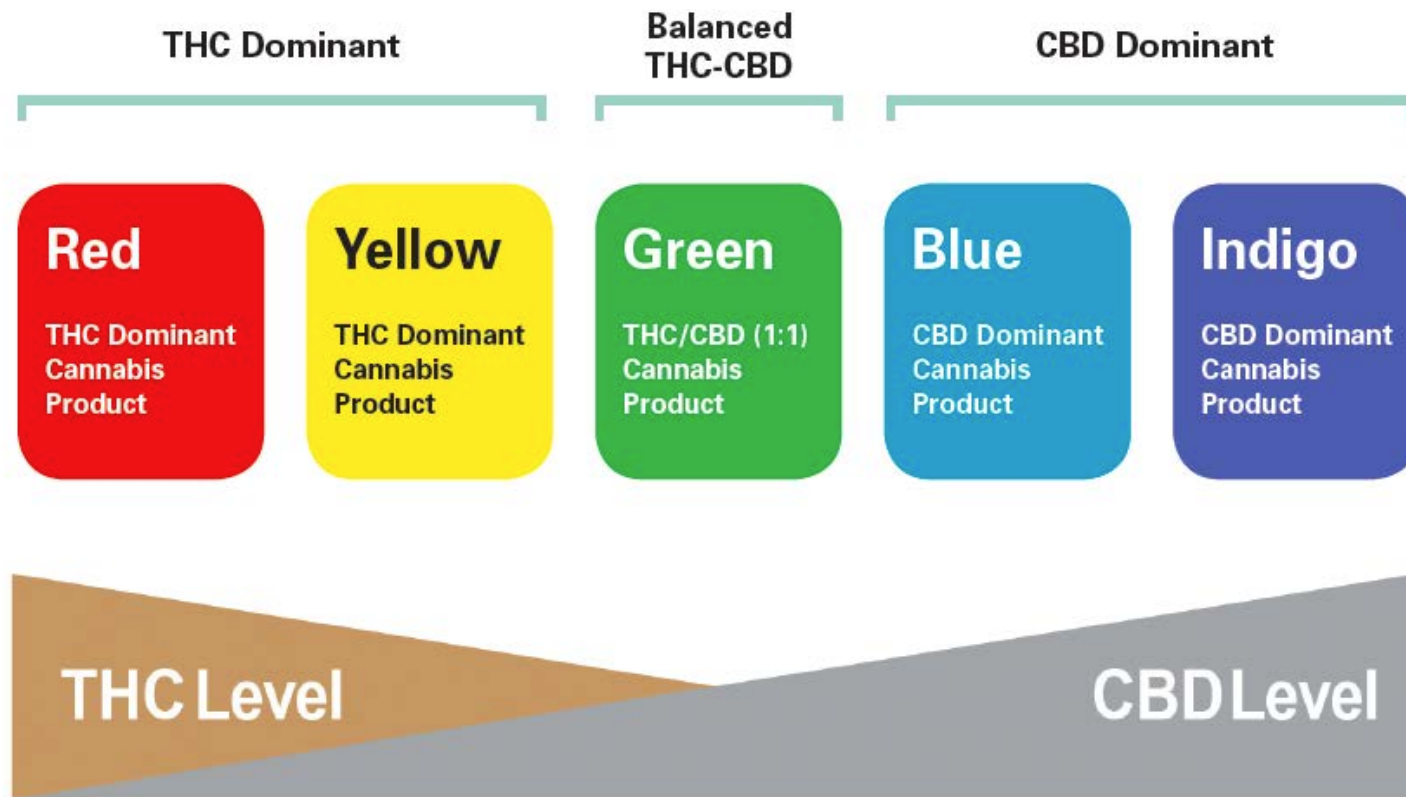 THC Dominant
Balanced
THC-CBD
CBD Dominant
Red
THC Dominant
Cannabis
Product
Yellow
THC Dominant
Cannabis
Product
Green
THC/CBD (1:1)
Cannabis
Product
Blue
CBD Dominant
Cannabis
Product
Indigo
CBD Dominant
Cannabis
Product
THC Level
CBD Level